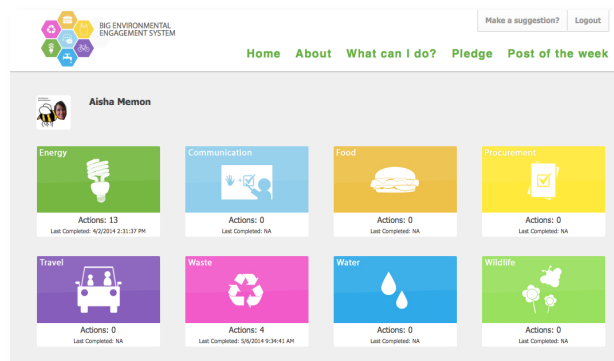 BIG ENVIRONMENTAL
ENGAGEMENT SYSTEM
Make a suggestion? Logout
Home About What can I do? Pledge Post of the week
Aisha Memon
Energy Communication Food Procurement
Actions: 13 Actions: 0 Actions: 0 Actions: 0
Last Completed: 4/2/2014 2:31:37 PM Last Completed: NA Last Completed: NA Last Completed: NA
Travel Waste Water Wildlife
Actions: 0 Actions: 4 Actions: 0 Actions: 0
Last Completed: NA Last Completed: 5/6/2014 9:34:41 AM Last Completed: NA Last Completed: NA